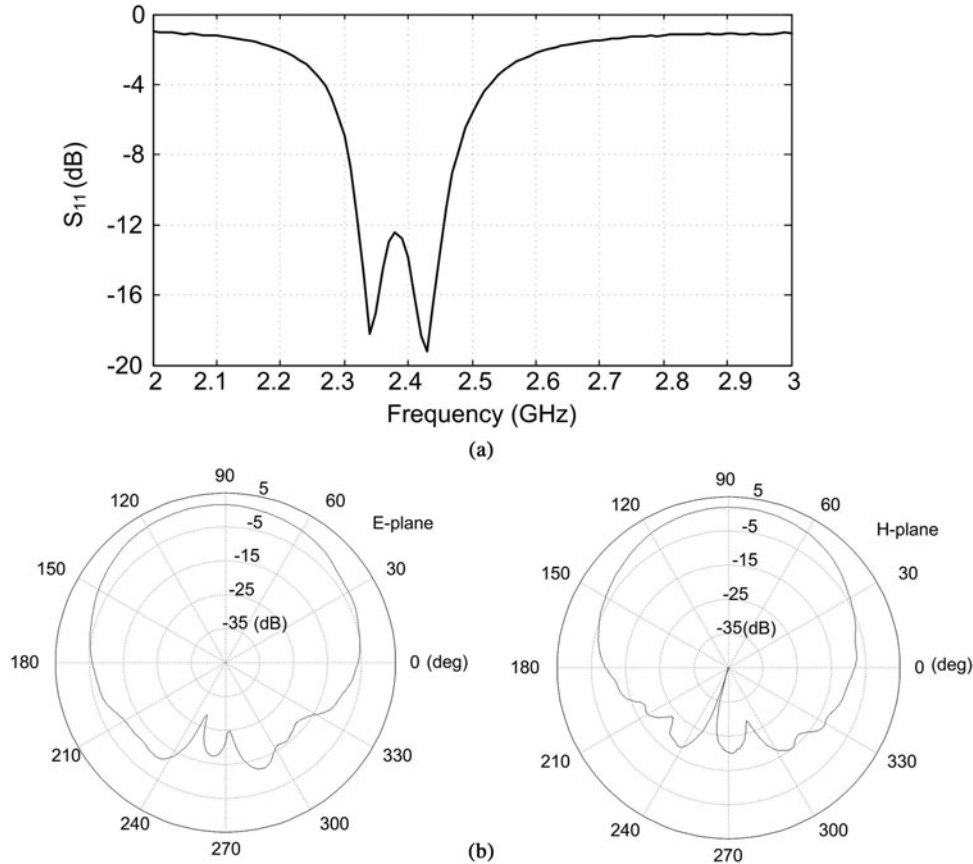 0
-4
-8
-12
-16
-20
S11 (dB)
2 2.1 2.2 2.3 2.4 2.5 2.6 2.7 2.8 2.9 3
Frequency (GHz)
(a)
90
5
120 60
E-plane
-5
150 30
-15
-25
-35 (dB)
180 0 (deg)
210 330
240 300
270
90
5
120 60
H-plane
-5
150 30
-15
-25
-35 (dB)
180 0 (deg)
210 330
240 300
270
(b)